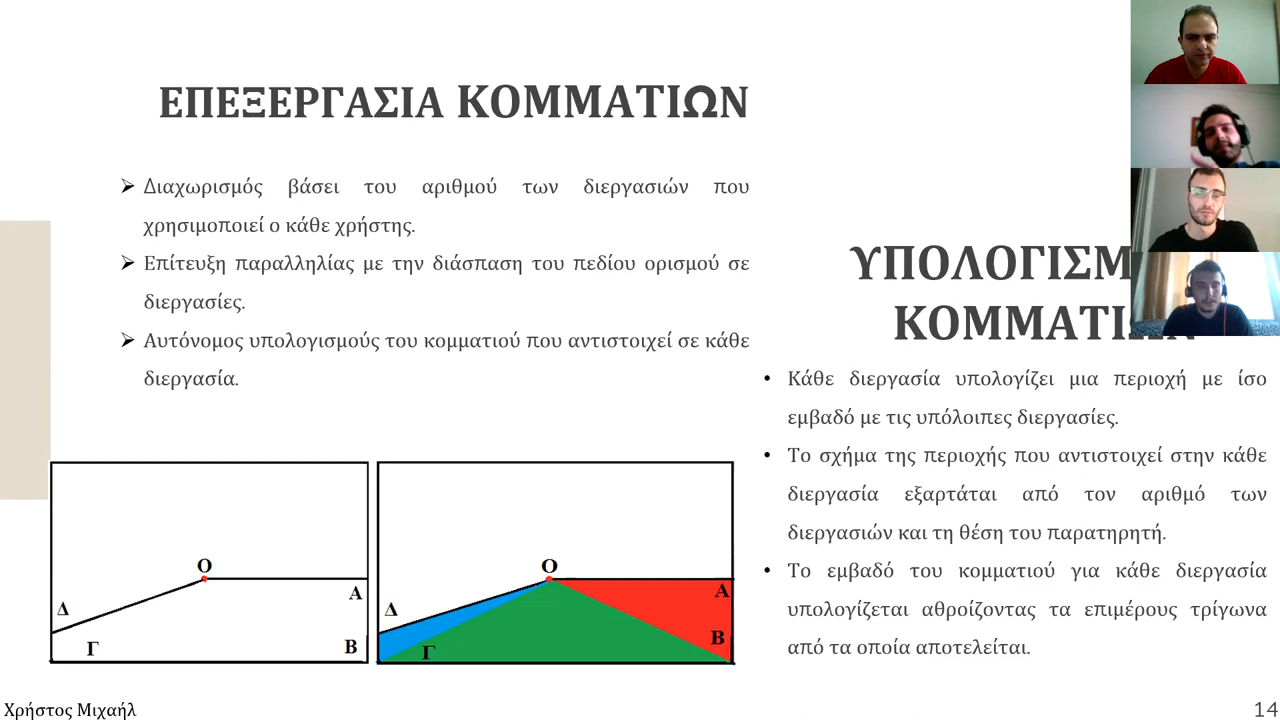 ΕΠΕΞΕΡΓΑΣΙΑ ΚΟΜΜΑΤΙΩΝ
➢ Διαχωρισμός βάσει του αριθμού των διεργασιών που
χρησιμοποιεί ο κάθε χρήστης.
➢ Επίτευξη παραλληλίας με την διάσπαση του πεδίου ορισμού σε
διεργασίες.
➢ Αυτόνομος υπολογισμούς του κομματιού που αντιστοιχεί σε κάθε
διεργασία.
Ο
Α
Δ
Γ
Β
Ο
Α
Δ
Β
Γ
ΥΠΟΛΟΓΙΣΜ
ΚΟΜΜΑΤΙΩΝ
• Κάθε διεργασία υπολογίζει μια περιοχή με ίσο
εμβαδό με τις υπόλοιπες διεργασίες.
• Το σχήμα της περιοχής που αντιστοιχεί στην κάθε
διεργασία εξαρτάται από τον αριθμό των
διεργασιών και τη θέση του παρατηρητή.
• Το εμβαδό του κομματιού για κάθε διεργασία
υπολογίζεται αθροίζοντας τα επιμέρους τρίγωνα
από τα οποία αποτελείται.
Χρήστος Μιχαήλ
14